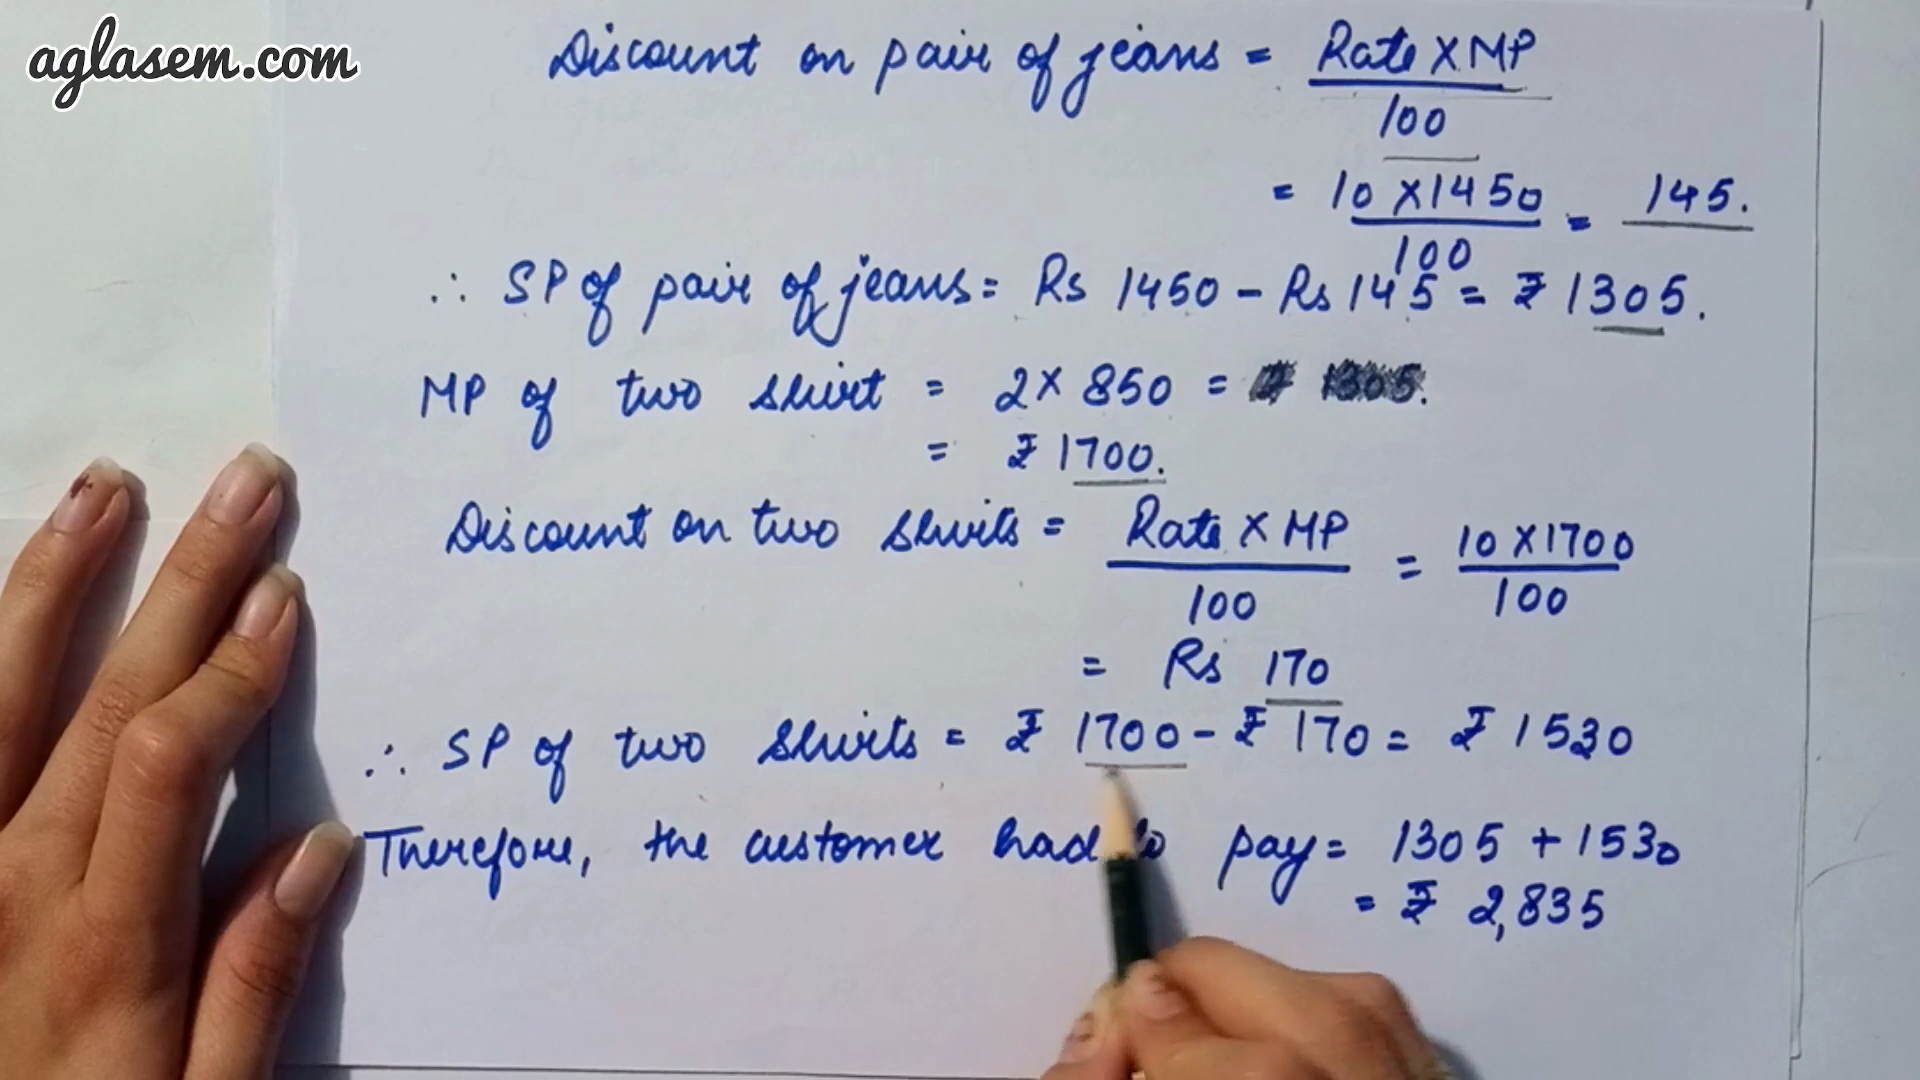 aglasem.com
Discount on pair of jeans = Rate X MP
100
= 10 X 1450 = 145.
100
∴ SP of pair of jeans = Rs 1450 - Rs 145 = ₹ 1305.
MP of two shirt = 2 x 850 = ₹ 1305.
= ₹ 1700.
Discount on two shirts = Rate X MP = 10 X 1700
100 100
= Rs 170
∴ SP of two shirts = ₹ 1700 - ₹ 170 = ₹ 1530
Therefore, the customer had to pay = 1305 + 1530
= ₹ 2,835